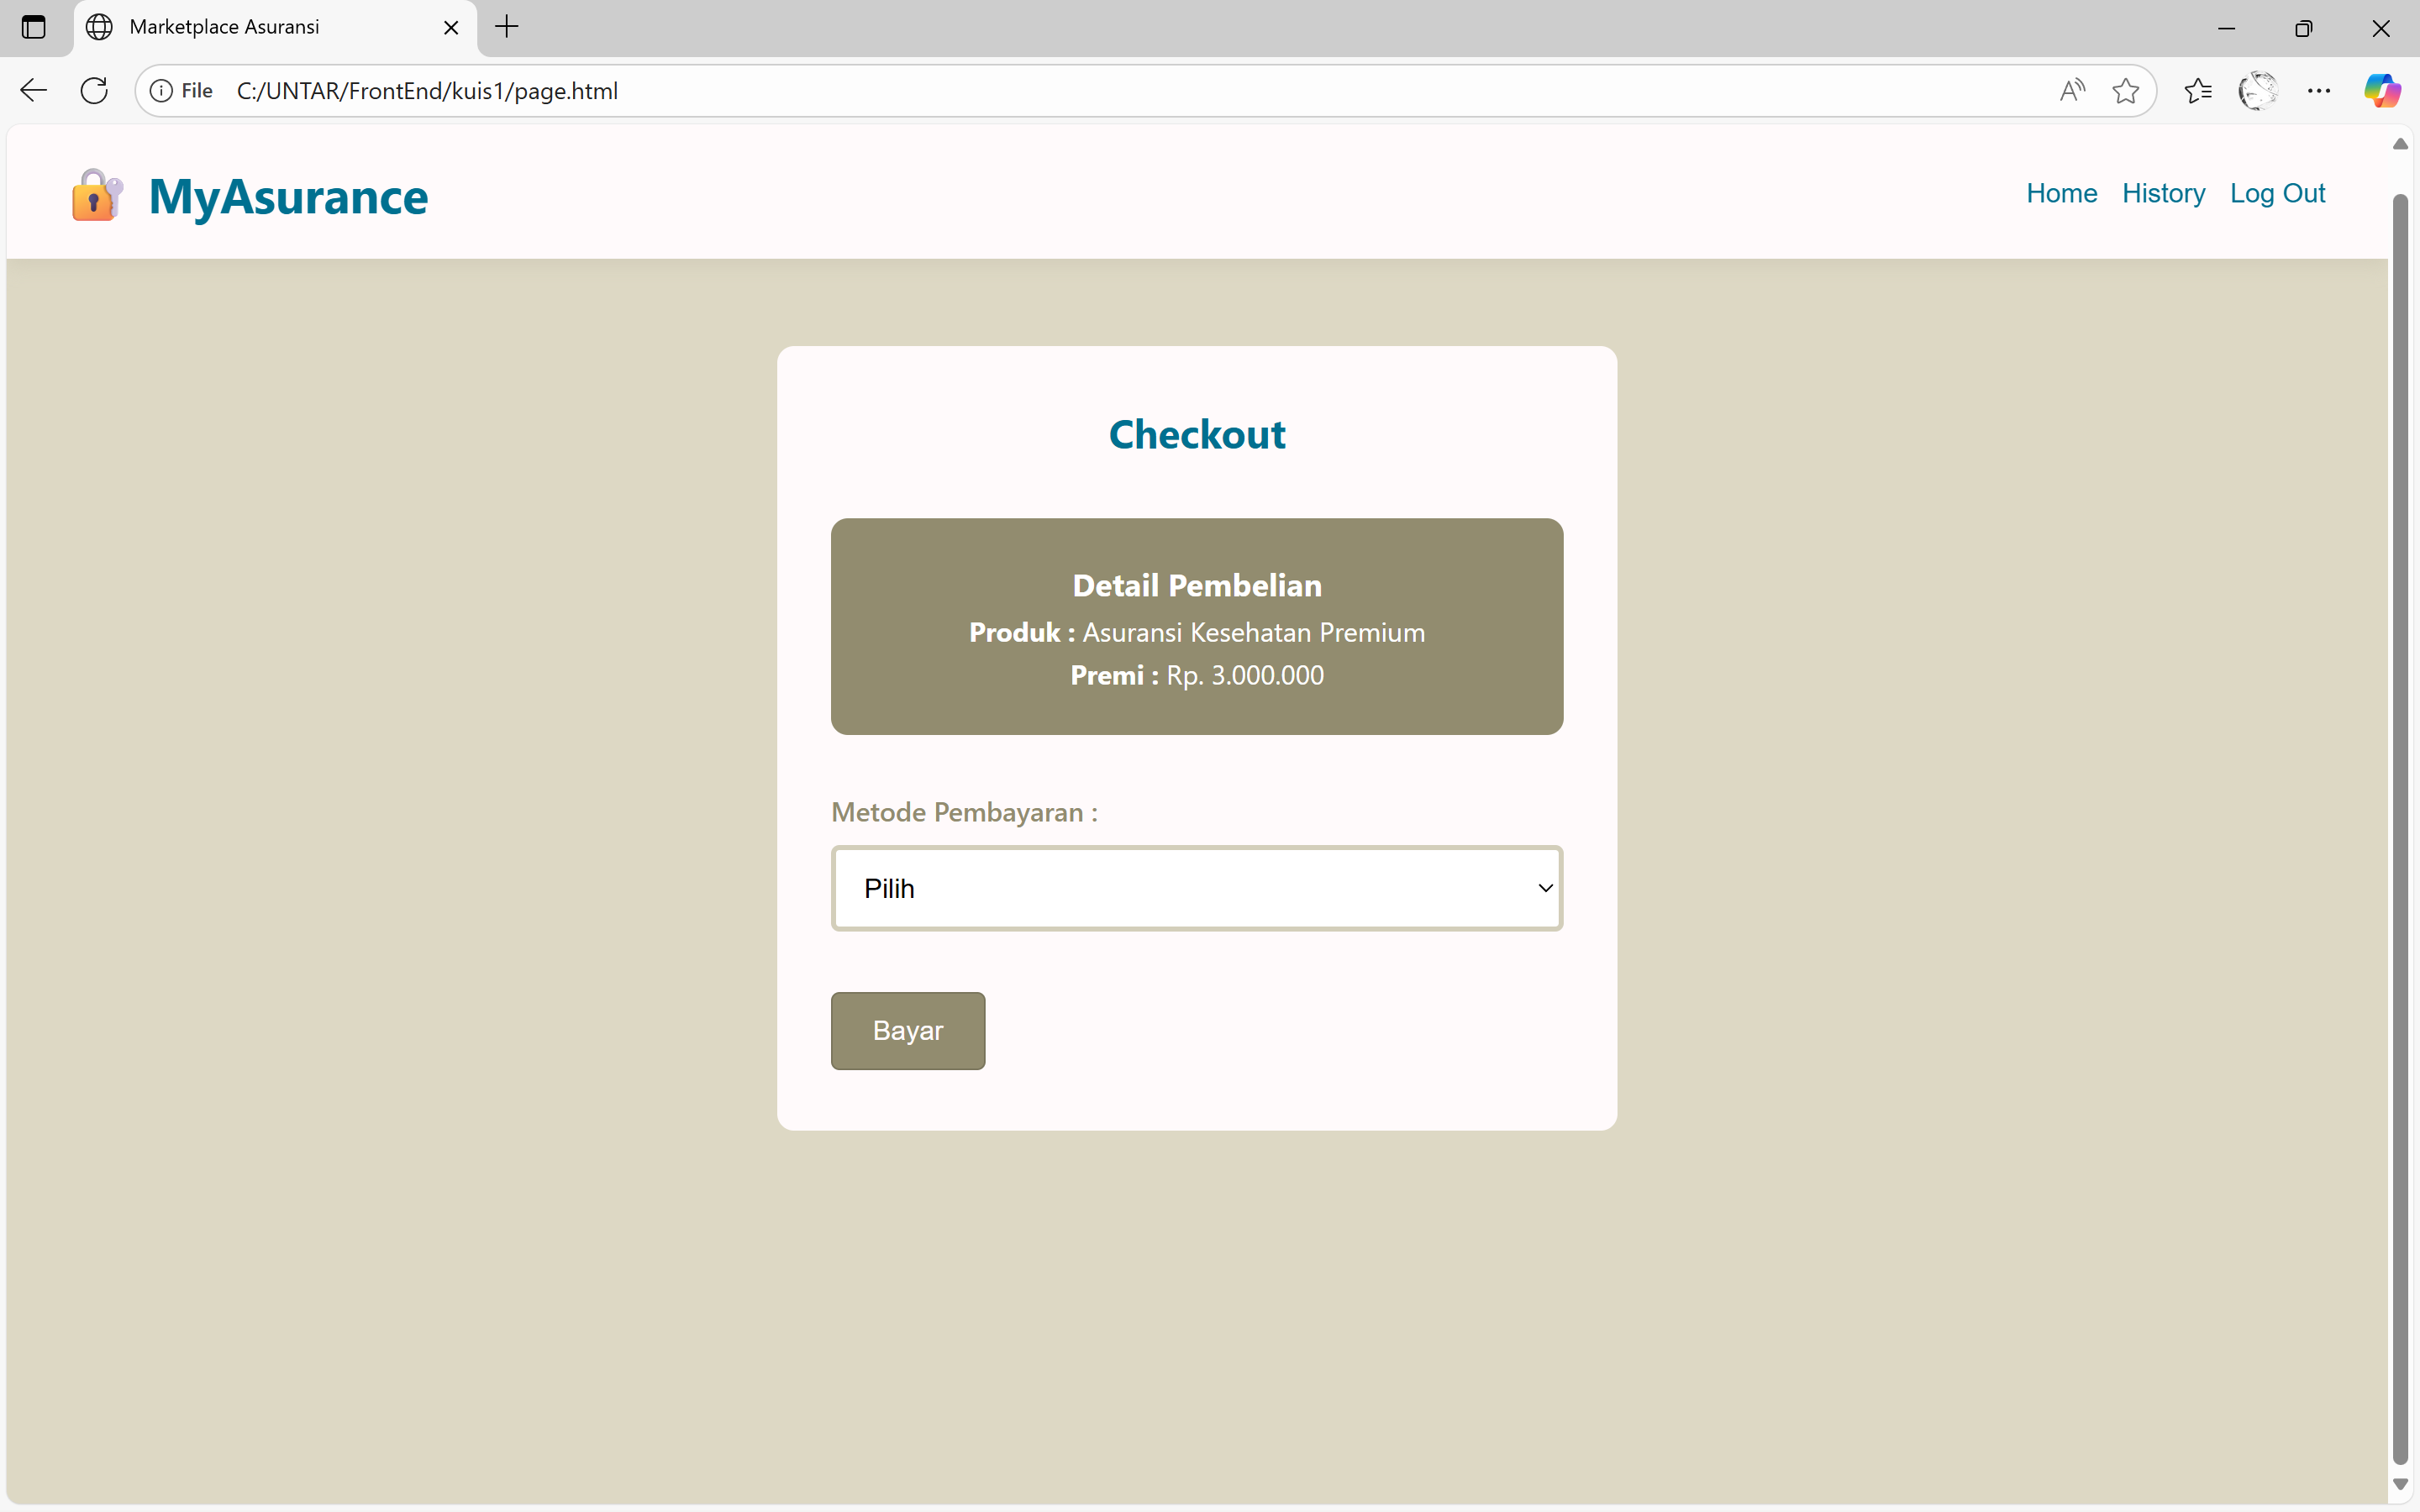 Marketplace Asuransi
File C:/UNTAR/FrontEnd/kuis1/page.html
MyAsurance
Home History Log Out
Checkout
Detail Pembelian
Produk : Asuransi Kesehatan Premium
Premi : Rp. 3.000.000
Metode Pembayaran :
Pilih
Bayar